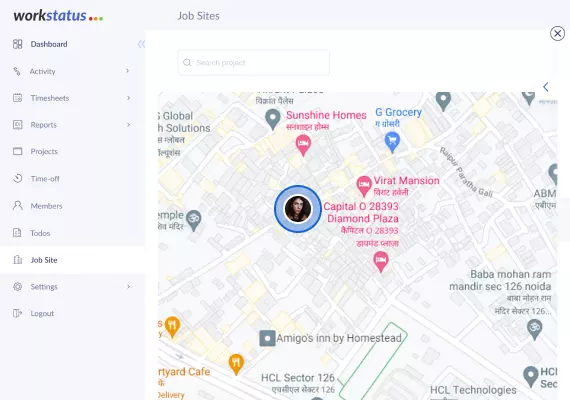 workstatus
Job Sites
Dashboard
Search project
Activity
Timesheets
Reports
Projects
Time-off
Members
Todos
Job Site
Settings
Logout
विक्रांत पैलेस
Sunshine Homes
सनशाइन होम्स
G Grocery
ग ग्रोसरी
Global
h Solutions
स ग्लोबल
Raipur Paratha Gali
Virat Mansion
विराट हवेली
ABM
एबीएम
Capital O 28393
Diamond Plaza
कैपिटल O 28393
डायमंड प्लाजा
emple
शिव मंदिर
Baba mohan ram
mandir sec 126 noida
बाबा मोहन राम
मंदिर सेक्टर 126...
Amigo's inn by Homestead
rtyard Cafe
Delivery
HCL Sector 126
एचसीएल सेक्टर 126
HCL Technologies
एचसीएल टेक्नोलॉजीज
HCL
Sec